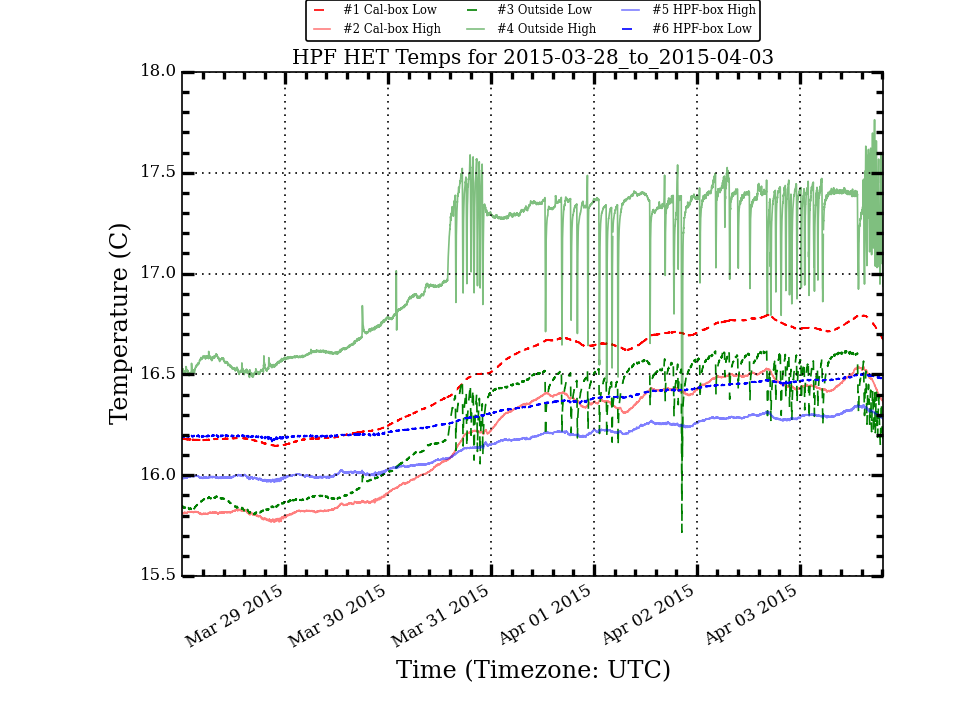 #1 Cal-box Low #3 Outside Low #5 HPF-box High
#2 Cal-box High #4 Outside High #6 HPF-box Low
HPF HET Temps for 2015-03-28_to_2015-04-03
18.0
17.5
17.0
16.5
16.0
15.5
Temperature (C)
Mar 29 2015 Mar 30 2015 Mar 31 2015 Apr 01 2015 Apr 02 2015 Apr 03 2015
Time (Timezone: UTC)